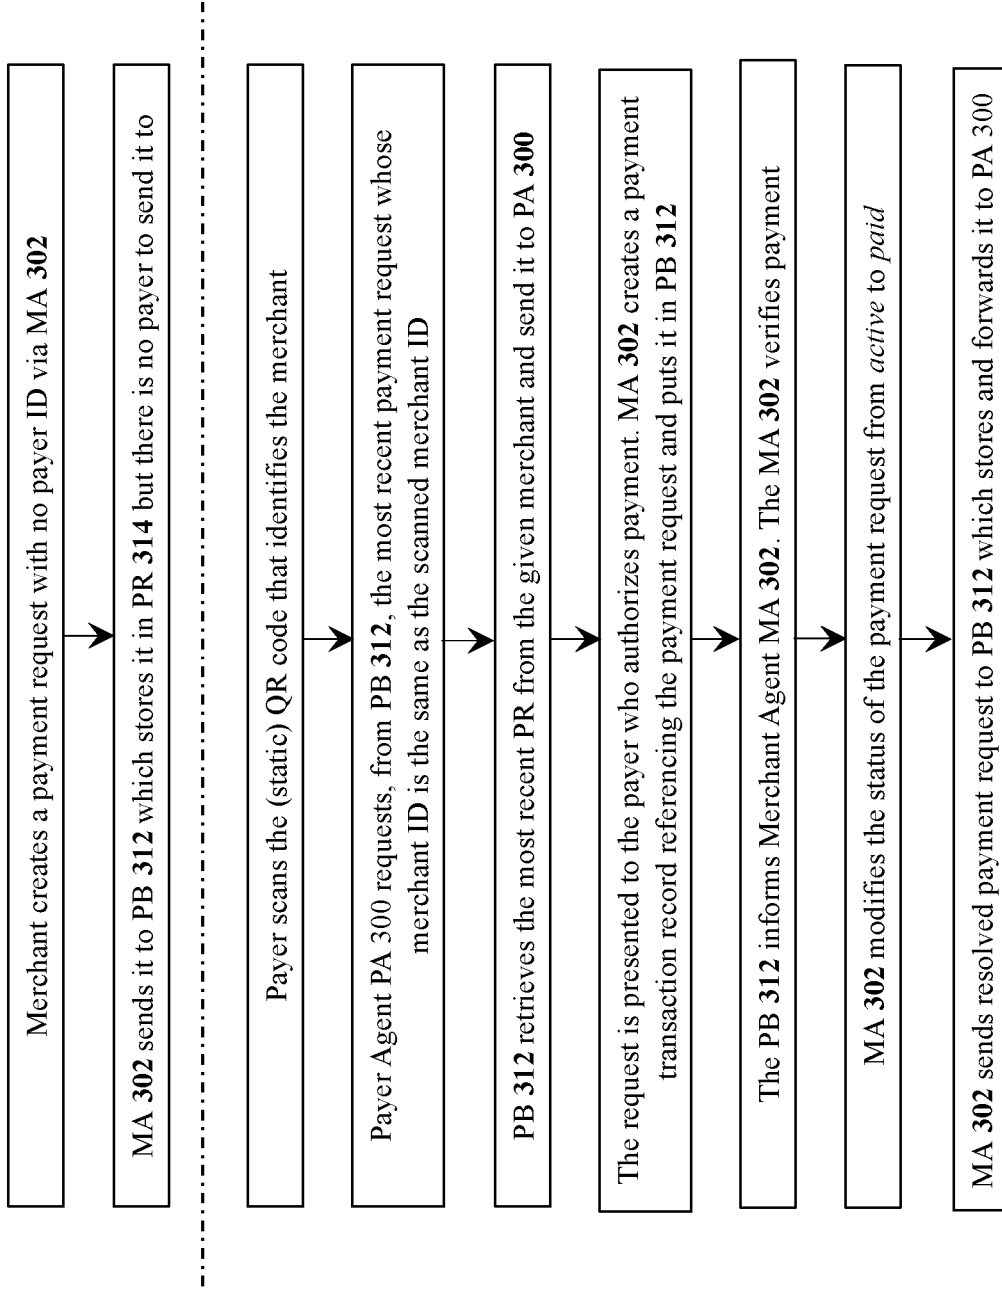 Merchant creates a payment request with no payer ID via MA 302
MA 302 sends it to PB 312 which stores it in PR 314 but there is no payer to send it to
Payer scans the (static) QR code that identifies the merchant
Payer Agent PA 300 requests, from PB 312, the most recent payment request whose
merchant ID is the same as the scanned merchant ID
PB 312 retrieves the most recent PR from the given merchant and send it to PA 300
The request is presented to the payer who authorizes payment. MA 302 creates a payment
transaction record referencing the payment request and puts it in PB 312
The PB 312 informs Merchant Agent MA 302. The MA 302 verifies payment
MA 302 modifies the status of the payment request from active to paid
MA 302 sends resolved payment request to PB 312 which stores and forwards it to PA 300